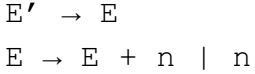 E′ → E
E → E + n | n